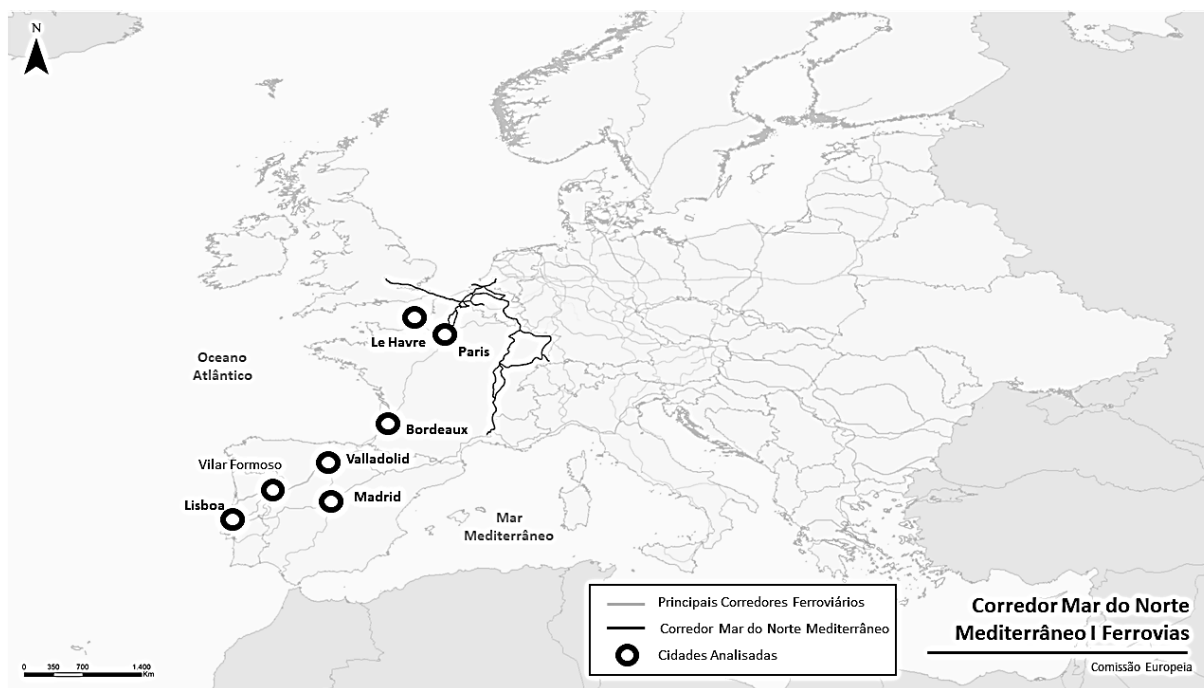 N
Le Havre
Paris
Oceano
Atlântico
Bordeaux
Valladolid
Vilar Formoso
Madrid
Lisboa
Mar
Mediterrâneo
Principais Corredores Ferroviários
Corredor Mar do Norte Mediterrâneo
Cidades Analisadas
Corredor Mar do Norte
Mediterrâneo I Ferrovias
Comissão Europeia
0 350 700 1.400
Km